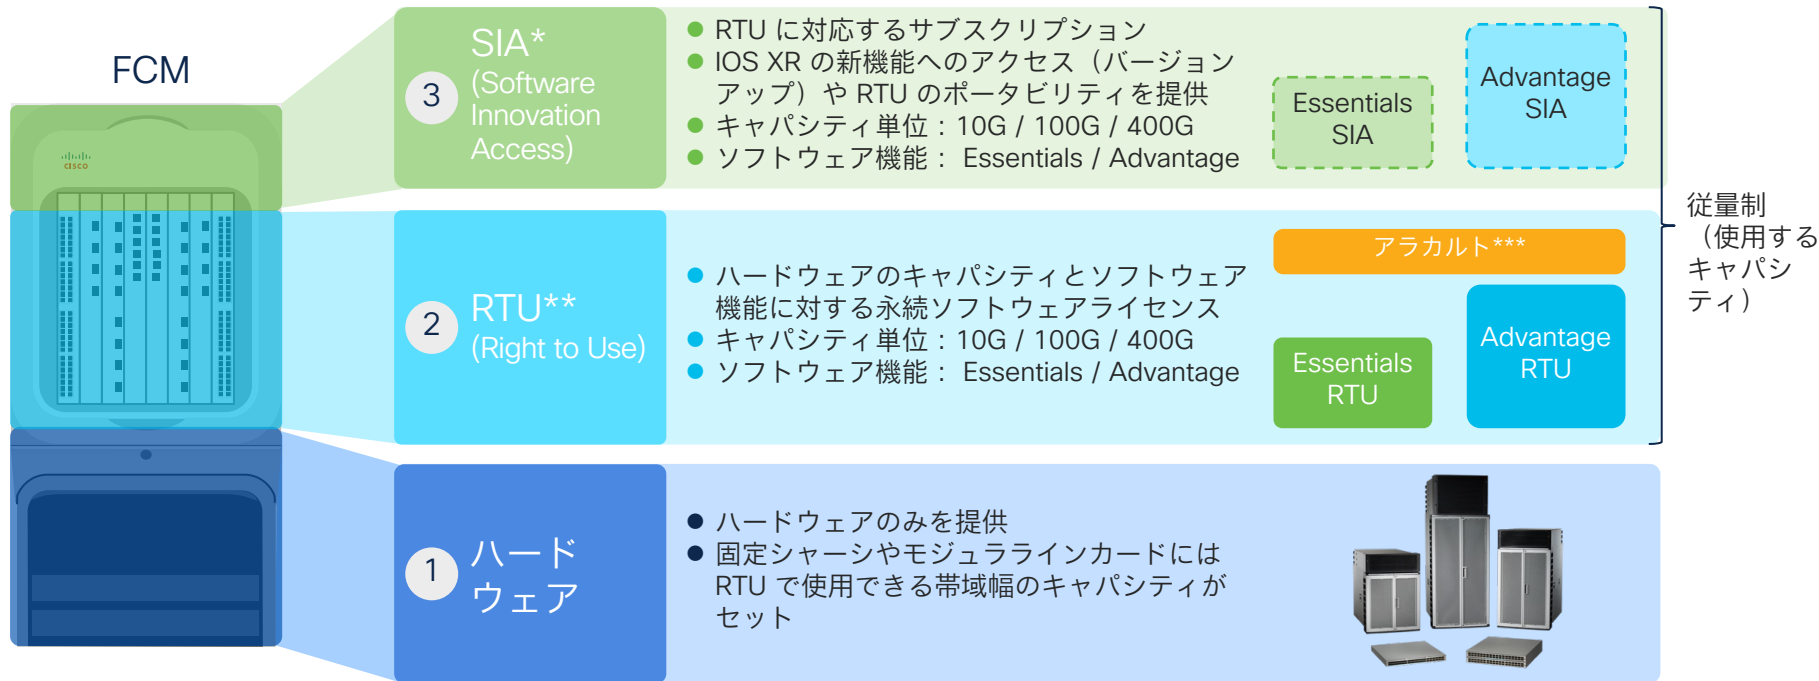 FCM
CISCO
3
SIA*
(Software
Innovation
Access)
RTU に対応するサブスクリプション
IOS XR の新機能へのアクセス（バージョン
アップ）や RTU のポータビリティを提供
キャパシティ単位：10G / 100G / 400G
ソフトウェア機能： Essentials / Advantage
Essentials
SIA
Advantage
SIA
2
RTU**
(Right to Use)
ハードウェアのキャパシティとソフトウェア
機能に対する永続ソフトウェアライセンス
キャパシティ単位：10G / 100G / 400G
ソフトウェア機能： Essentials / Advantage
アラカルト***
Essentials
RTU
Advantage
RTU
従量制
（使用する
キャパシ
ティ）
1
ハード
ウェア
ハードウェアのみを提供
固定シャーシやモジュララインカードには
RTU で使用できる帯域幅のキャパシティが
セット